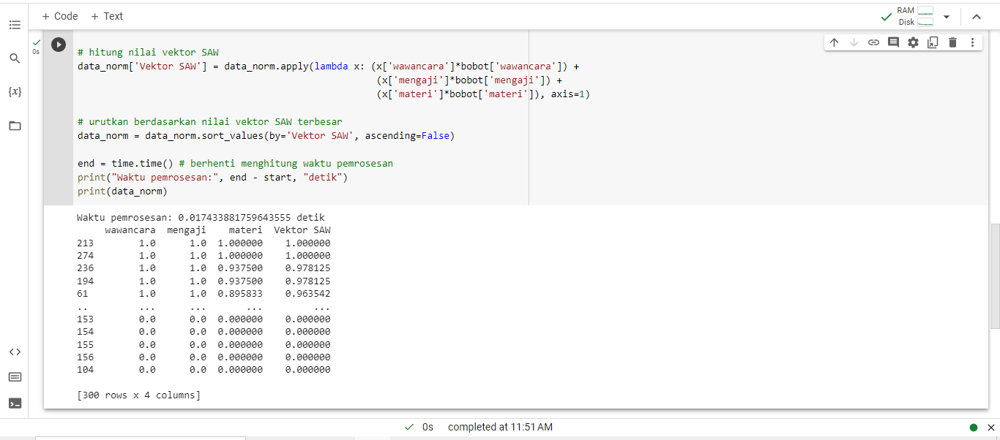 + Code + Text
RAM
Disk
0s
{x}
# hitung nilai vektor SAW
data_norm['Vektor SAW'] = data_norm.apply(lambda x: (x['wawancara']*bobot['wawancara']) +
(x['mengaji']*bobot['mengaji']) +
(x['materi']*bobot['materi']), axis=1)
# urutkan berdasarkan nilai vektor SAW terbesar
data_norm = data_norm.sort_values(by='Vektor SAW', ascending=False)
end = time.time() # berhenti menghitung waktu pemrosesan
print("Waktu pemrosesan:", end - start, "detik")
print(data_norm)
Waktu pemrosesan: 0.017433881759643555 detik
wawancara mengaji materi Vektor SAW
213 1.0 1.0 1.000000 1.000000
274 1.0 1.0 1.000000 1.000000
236 1.0 1.0 0.937500 0.978125
194 1.0 1.0 0.937500 0.978125
61 1.0 1.0 0.895833 0.963542
.. ... ... ... ...
153 0.0 0.0 0.000000 0.000000
154 0.0 0.0 0.000000 0.000000
155 0.0 0.0 0.000000 0.000000
156 0.0 0.0 0.000000 0.000000
104 0.0 0.0 0.000000 0.000000
[300 rows x 4 columns]
0s completed at 11:51 AM